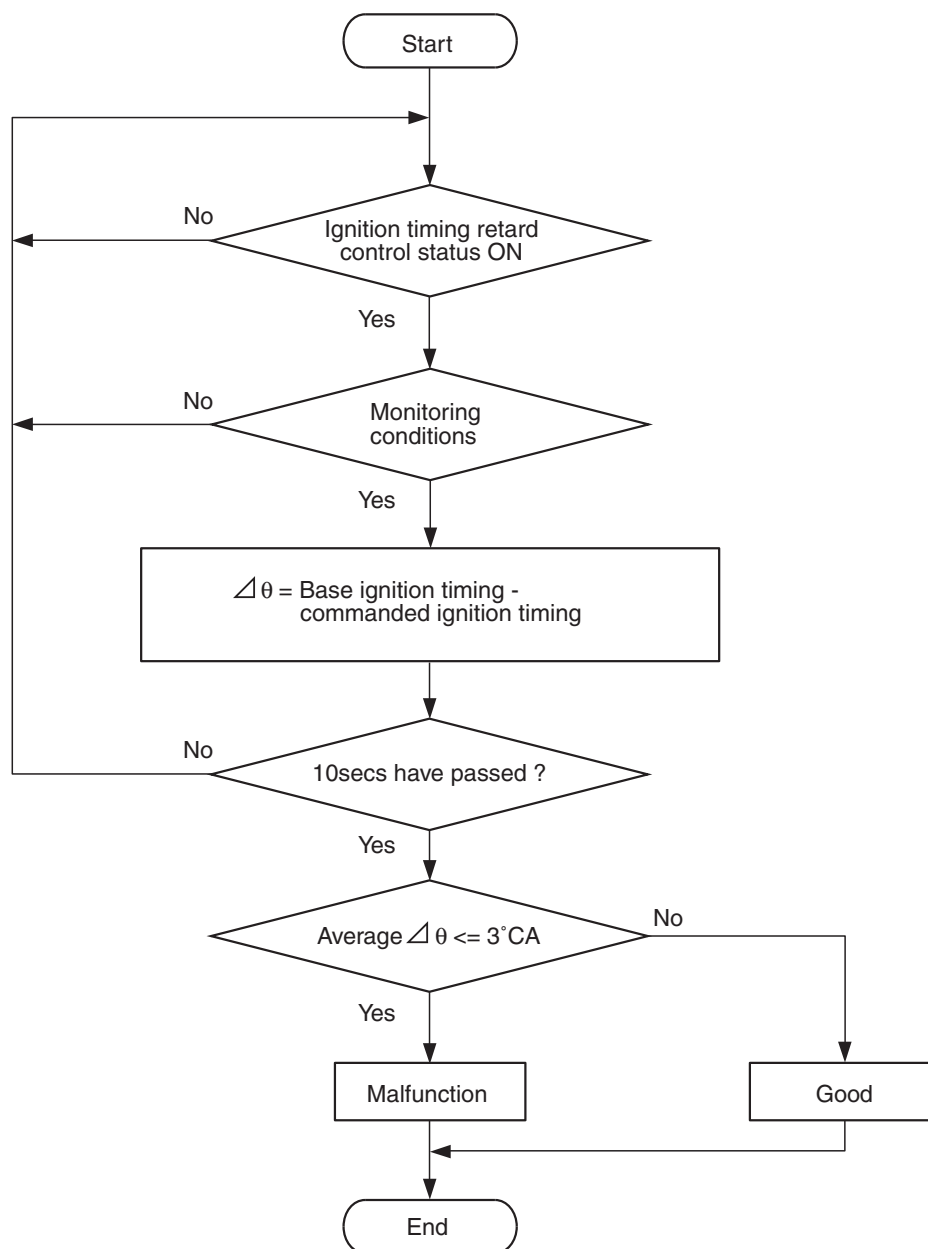 Start
No
Ignition timing retard
control status ON
Yes
No
Monitoring
conditions
Yes
⊿θ = Base ignition timing -
commanded ignition timing
No
10secs have passed ?
Yes
Average ⊿ θ <= 3˚CA
No
Yes
Malfunction
Good
End